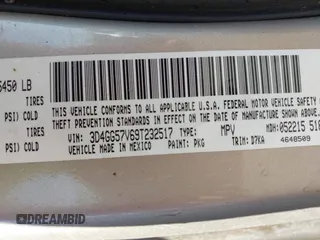 5450 LB
TIRES
PSI) COLD
TIRES
PSI) COLD
THIS VEHICLE CONFORMS TO ALL APPLICABLE U.S.A. FEDERAL MOTOR VEHICLE SAFETY
THEFT PREVENTION STANDARDS IN EFFECT ON THE DATE OF MANUFACTURE SHOWN ABOVE
VIN: 3D4GG57V69T232517 TYPE: MPV MDH: 052215 516
VEHICLE MADE IN MEXICO PAINT: PKG TRIM: D7KA 4648509
DREAMBID